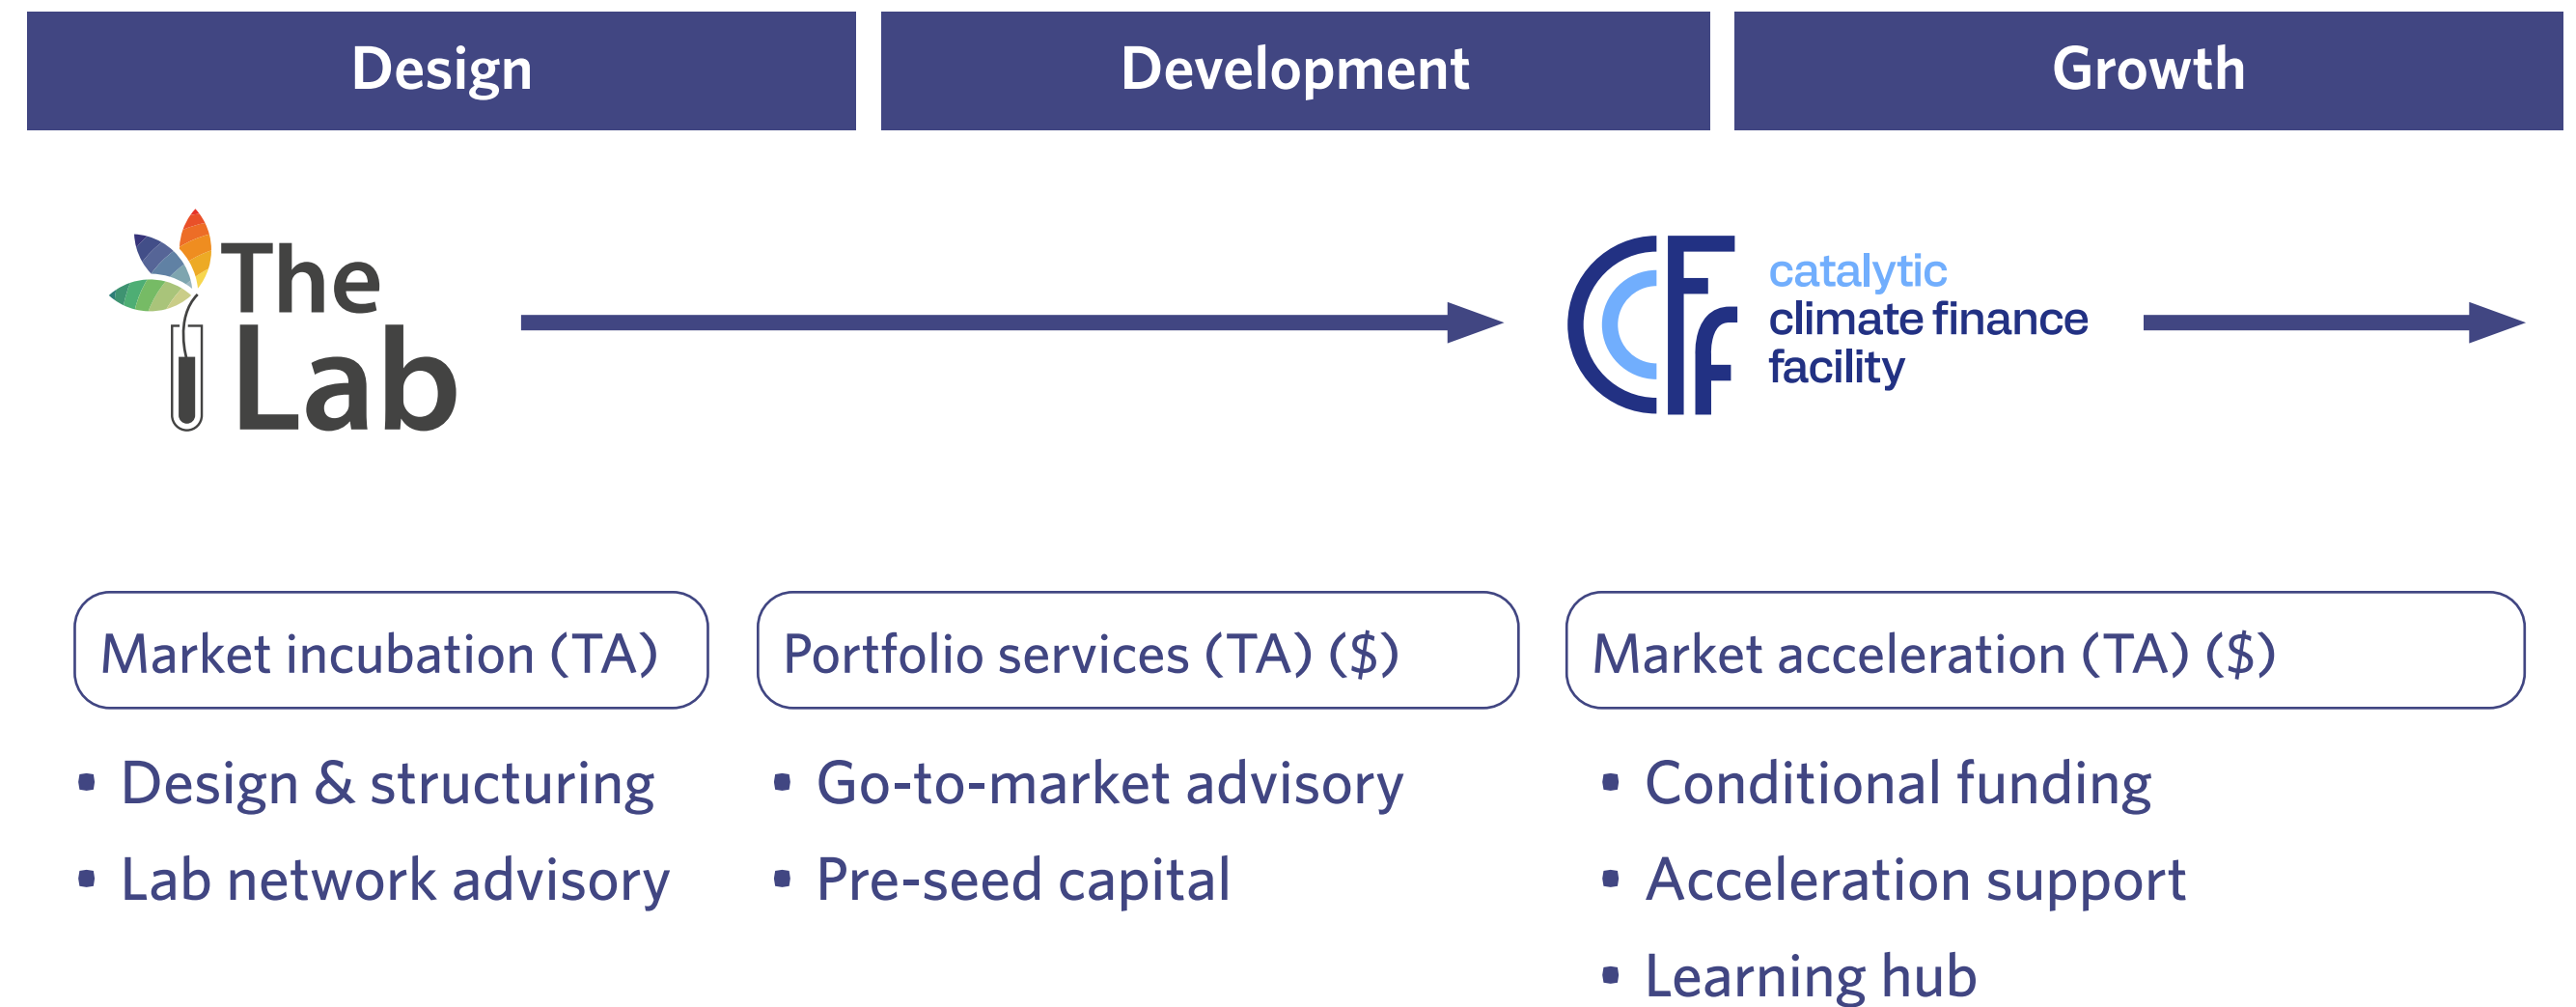 Design
Development
Growth
The
Lab
CCFf
catalytic
climate finance
facility
Market incubation (TA)
▪ Design & structuring
▪ Lab network advisory
Portfolio services (TA) ($)
▪ Go-to-market advisory
▪ Pre-seed capital
Market acceleration (TA) ($)
▪ Conditional funding
▪ Acceleration support
▪ Learning hub